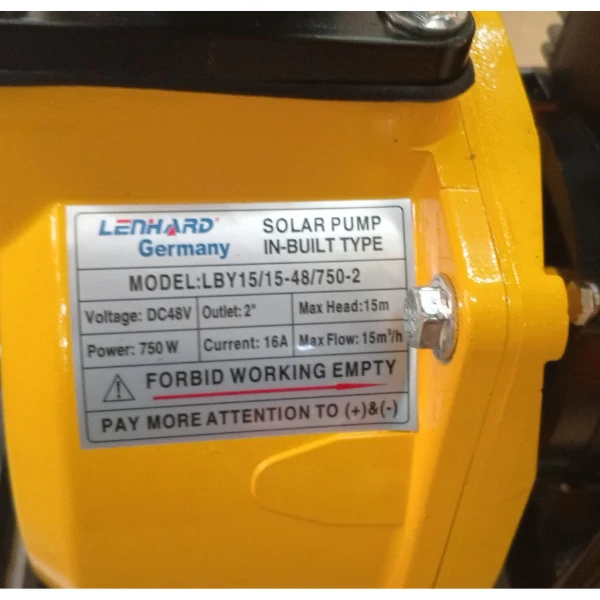 LENHARD
Germany
SOLAR PUMP
IN-BUILT TYPE
MODEL:LBY15/15-48/750-2
Voltage: DC48V Outlet: 2" Max Head:15m
Power: 750W Current: 16A Max Flow: 15m³/h
FORBID WORKING EMPTY
PAY MORE ATTENTION TO (+)&(-)